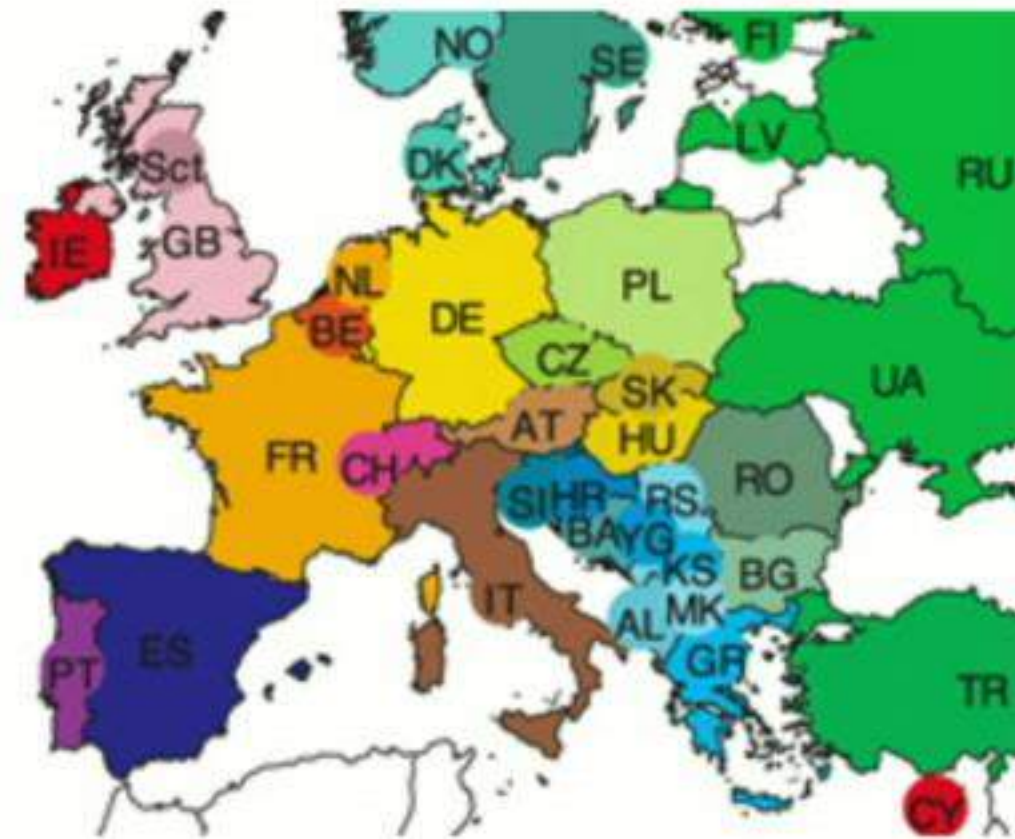 NO
SE
FI
LV
RU
DK
Sct
GB
IE
NL
BE
DE
PL
CZ
SK
UA
AT
HU
FR
CH
RO
SI
HR
RS
BA
YG
KS
BG
IT
AL
MK
PT
ES
GR
TR
CY